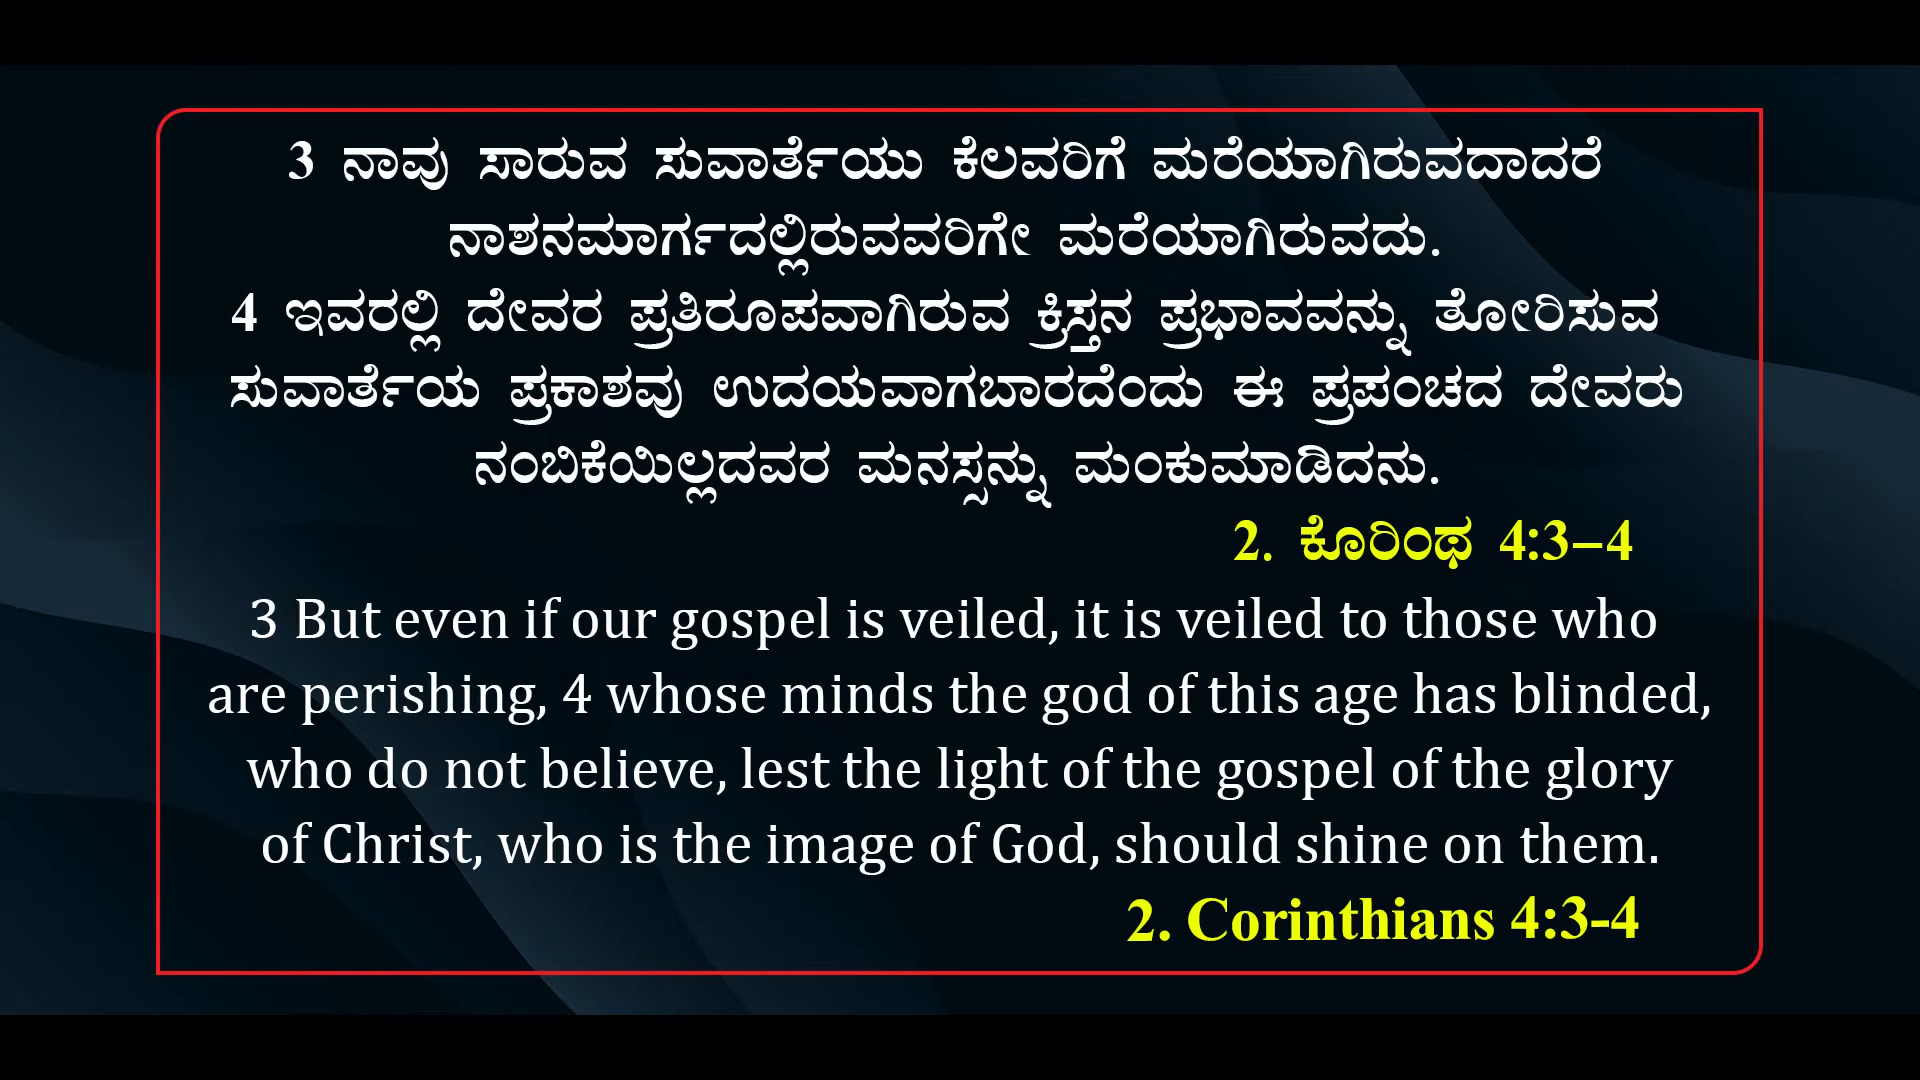 3 ನಾವು ಸಾರುವ ಸುವಾರ್ತೆಯು ಕೆಲವರಿಗೆ ಮರೆಯಾಗಿರುವದಾದರೆ
ನಾಶನಮಾರ್ಗದಲ್ಲಿರುವವರಿಗೇ ಮರೆಯಾಗಿರುವದು.
4 ಇವರಲ್ಲಿ ದೇವರ ಪ್ರತಿರೂಪವಾಗಿರುವ ಕ್ರಿಸ್ತನ ಪ್ರಭಾವವನ್ನು ತೋರಿಸುವ
ಸುವಾರ್ತೆಯ ಪ್ರಕಾಶವು ಉದಯವಾಗಬಾರದೆಂದು ಈ ಪ್ರಪಂಚದ ದೇವರು
ನಂಬಿಕೆಯಿಲ್ಲದವರ ಮನಸ್ಸನ್ನು ಮಂಕುಮಾಡಿದನು.
2. ಕೊರಿಂಥ 4:3–4
3 But even if our gospel is veiled, it is veiled to those who
are perishing, 4 whose minds the god of this age has blinded,
who do not believe, lest the light of the gospel of the glory
of Christ, who is the image of God, should shine on them.
2. Corinthians 4:3-4